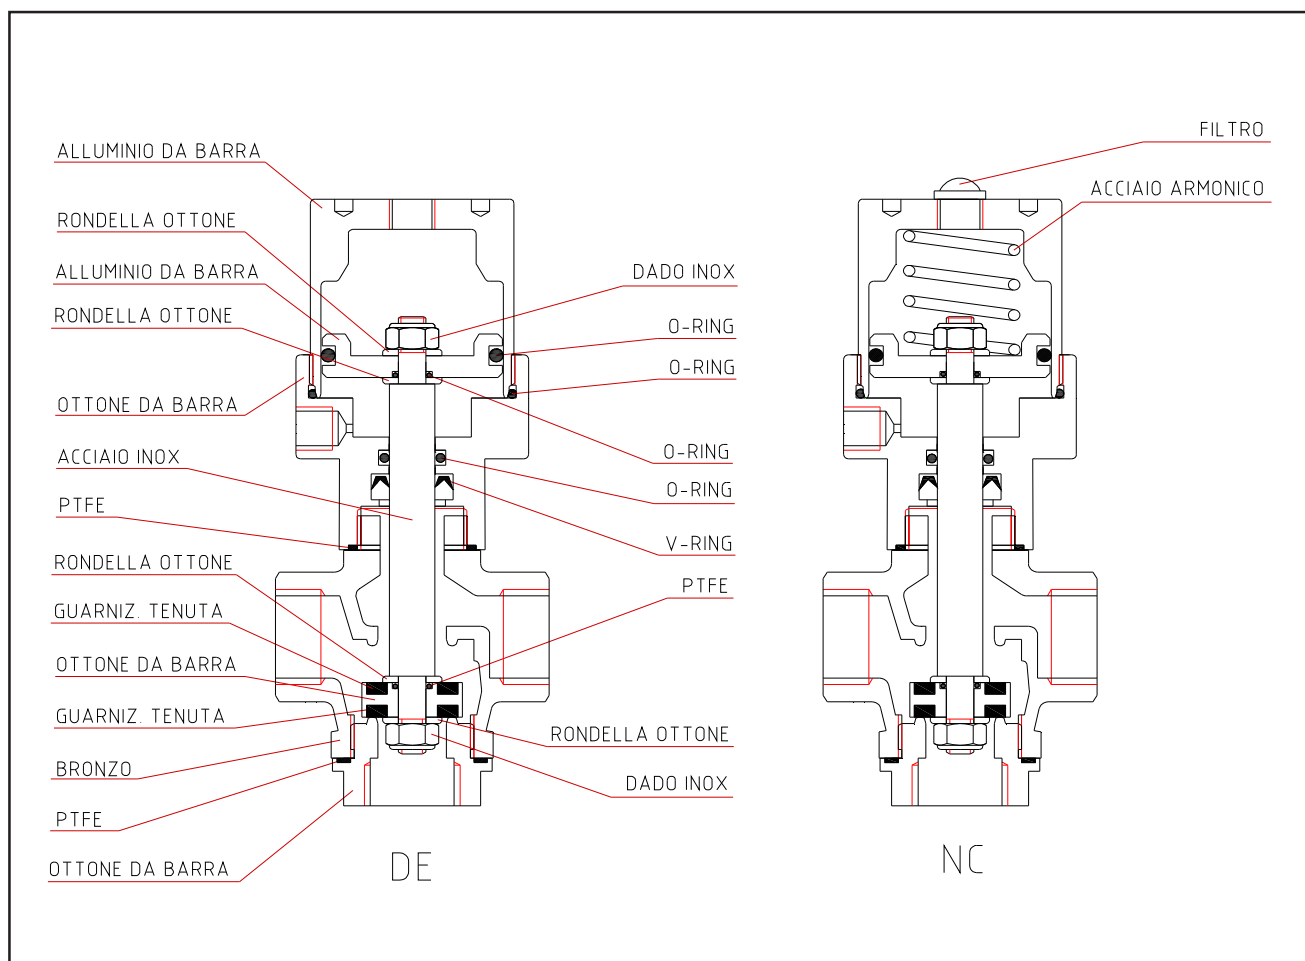 ALLUMINIO DA BARRA
RONDELLA OTTONE
ALLUMINIO DA BARRA
RONDELLA OTTONE
OTTONE DA BARRA
ACCIAIO INOX
PTFE
RONDELLA OTTONE
GUARNIZ. TENUTA
OTTONE DA BARRA
GUARNIZ. TENUTA
BRONZO
PTFE
OTTONE DA BARRA
DADO INOX
O-RING
O-RING
O-RING
O-RING
V-RING
PTFE
RONDELLA OTTONE
DADO INOX
DE
FILTRO
ACCIAIO ARMONICO
NC